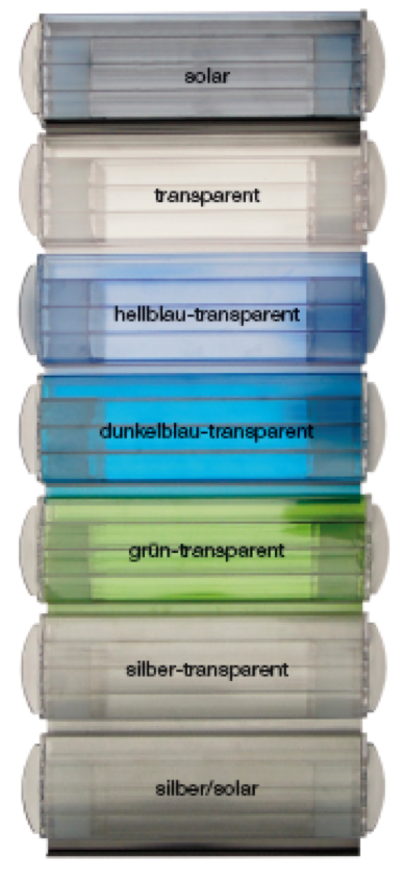 solar
transparent
hellblau-transparent
dunkelblau-transparent
grün-transparent
silber-transparent
silber/solar